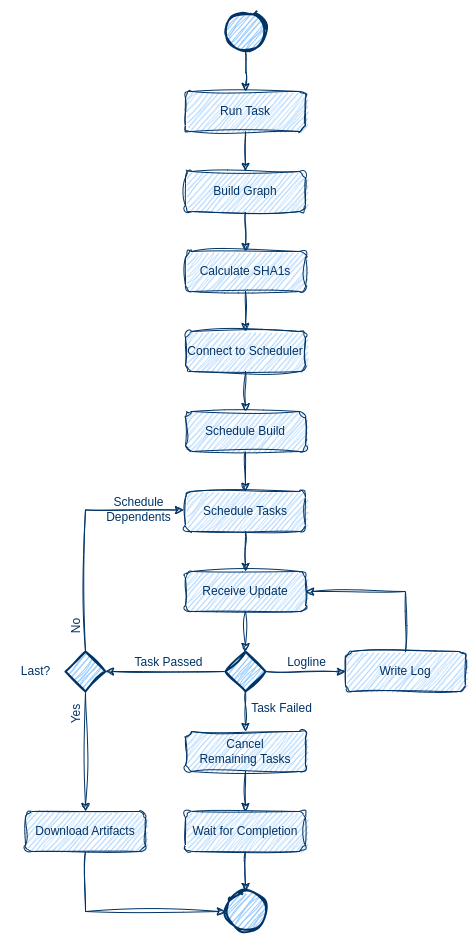 Run Task
Build Graph
Calculate SHA1s
Connect to Scheduler
Schedule Build
Schedule
Dependents
Schedule Tasks
Receive Update
No
Last?
Task Passed
Logline
Write Log
Yes
Task Failed
Cancel
Remaining Tasks
Download Artifacts
Wait for Completion